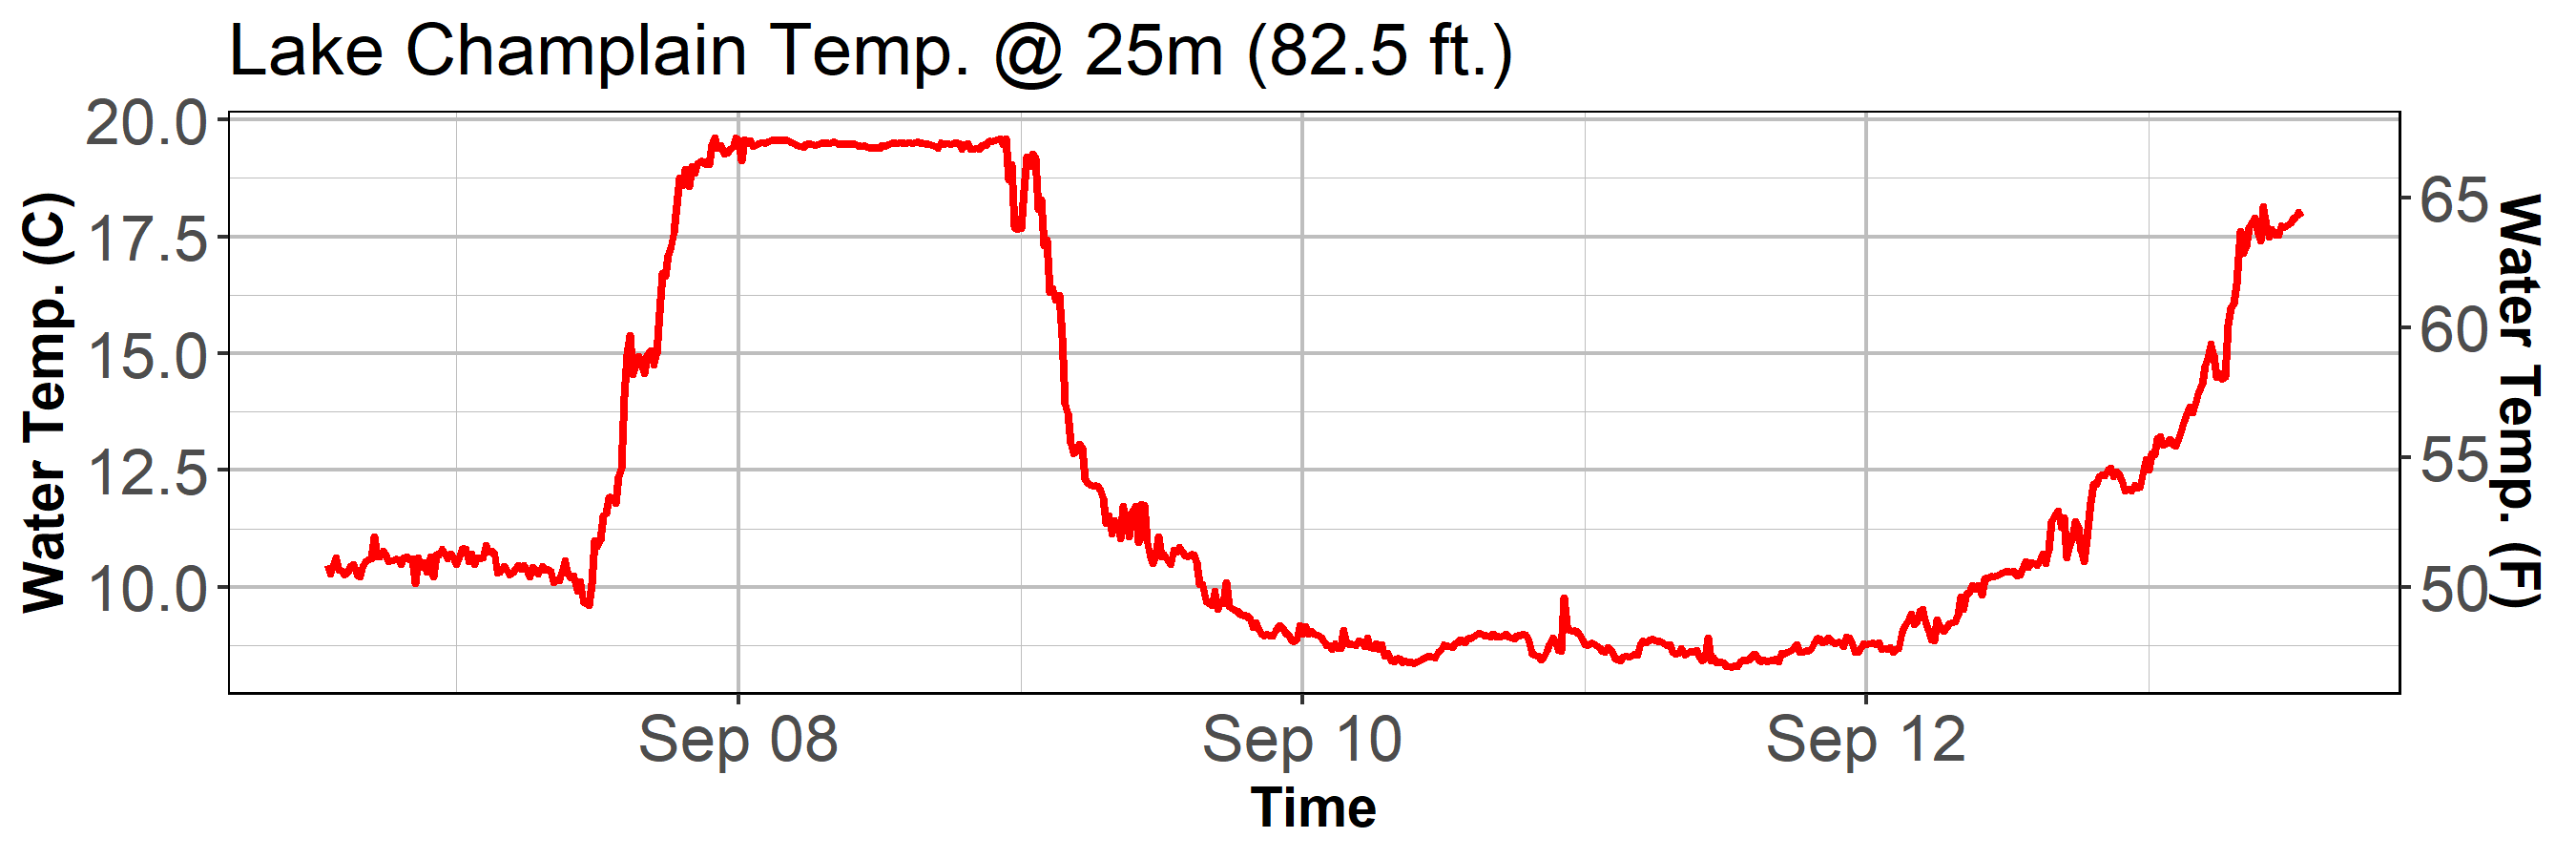 Lake Champlain Temp. @ 25m (82.5 ft.)
Water Temp. (C)
20.0
17.5
15.0
12.5
10.0
65
60
55
50
Water Temp. (F)
Sep 08
Sep 10
Sep 12
Time